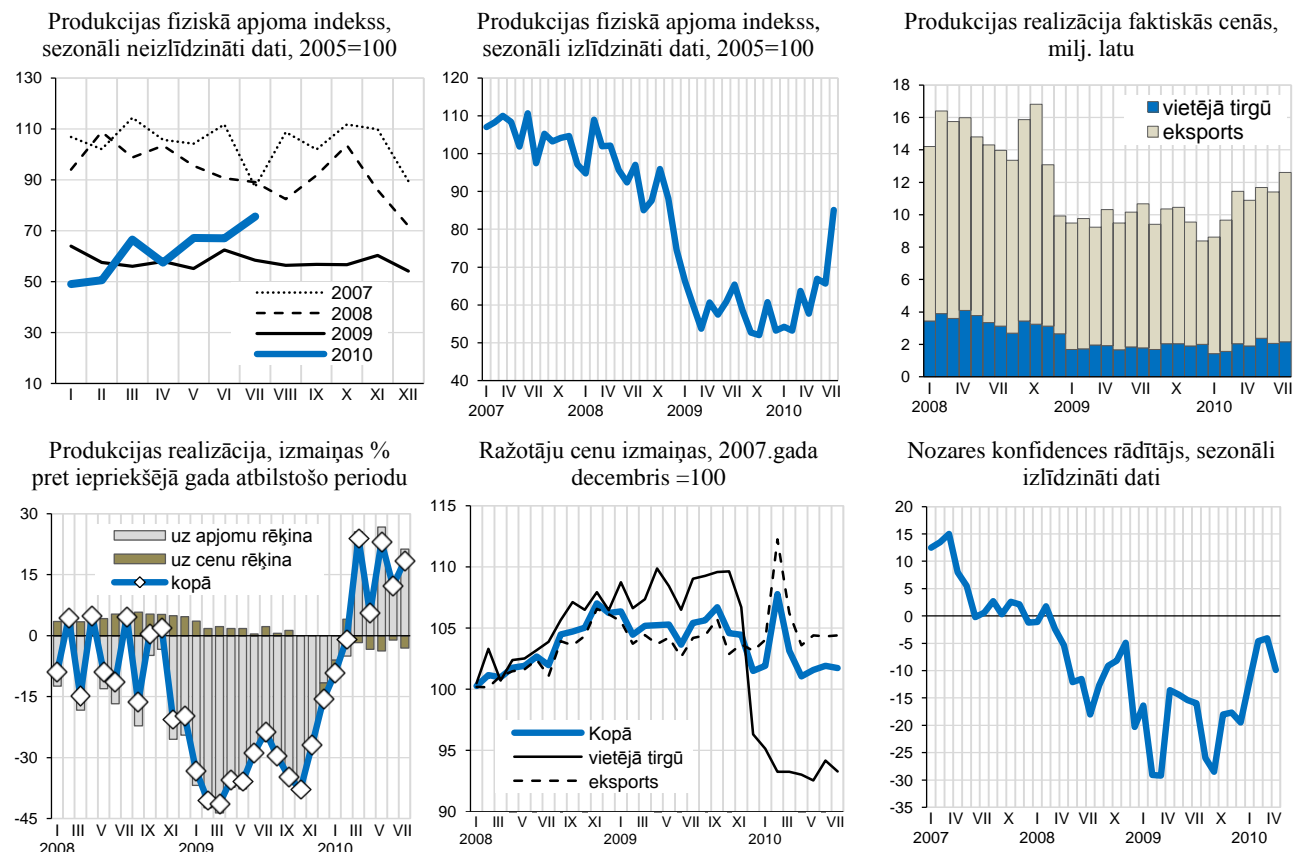 Produkcijas fiziskā apjoma indekss,
sezonāli neizlīdzināti dati, 2005=100
130
110
90
70
50
30
10
2007
2008
2009
2010
I II III IV V VI VII VIII IX X XI XII
Produkcijas fiziskā apjoma indekss,
sezonāli izlīdzināti dati, 2005=100
120
110
100
90
80
70
60
50
40
I IV VII X I IV VII X I IV VII X I IV VII
2007 2008 2009 2010
Produkcijas realizācija faktiskās cenās,
milj. latu
18
16
14
12
10
8
6
4
2
0
vietējā tirgū
eksports
I IV VII X I IV VII X I IV VII
2008 2009 2010
Produkcijas realizācija, izmaiņas %
pret iepriekšējā gada atbilstošo periodu
30
15
0
-15
-30
-45
uz apjomu rēķina
uz cenu rēķina
kopā
I III V VII IX XI I III V VII IX XI I III V VII
2008 2009 2010
Ražotāju cenu izmaiņas, 2007.gada
decembris =100
115
110
105
100
95
90
Kopā
vietējā tirgū
eksports
I III V VII IX XI I III V VII IX XI I III V VII
2008 2009 2010
Nozares konfidences rādītājs, sezonāli
izlīdzināti dati
20
15
10
5
0
-5
-10
-15
-20
-25
-30
-35
I IV VII X I IV VII X I IV VII X I IV
2007 2008 2009 2010